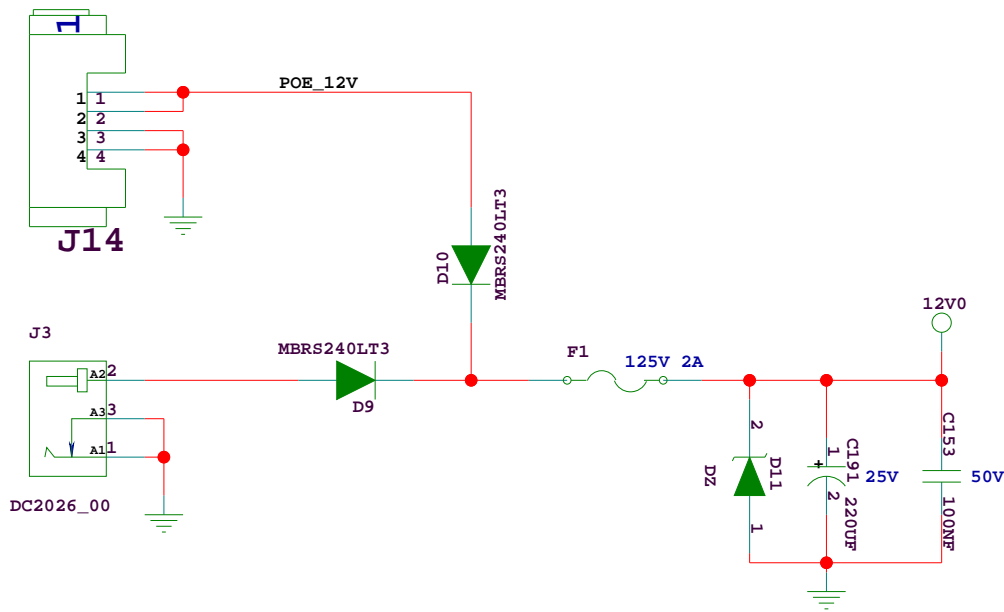 1
POE_12V
1 1
2 2
3 3
4 4
J14
D10
MBRS240LT3
12V0
J3
MBRS240LT3
F1
125V 2A
A2 2
D9
A3 3
A1 1
DC2026_00
2
DZ
D11
1
1
+
C191
25V
2
220UF
C153
50V
100NF